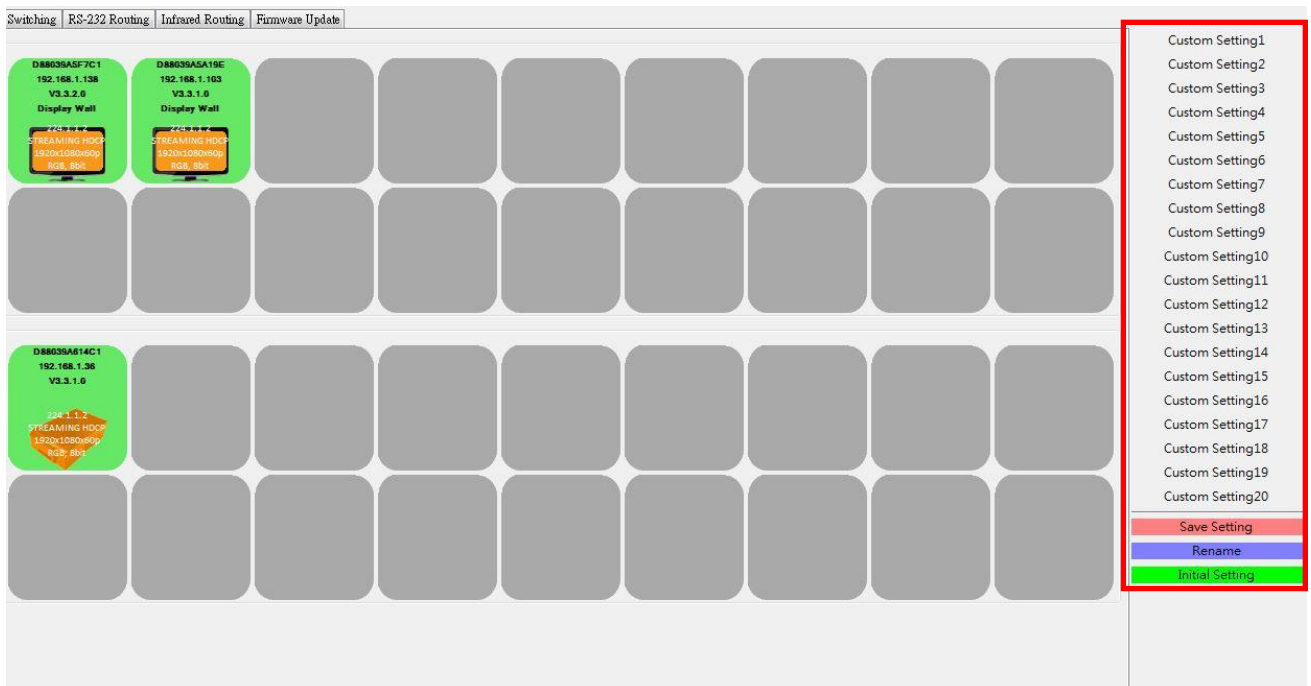 Switching RS-232 Routing Infrared Routing Firmware Update
D88039A5F7C1
192.168.1.138
V3.3.2.0
Display Wall
224.1.1.2
STREAMING HDCP
1920x1080x60p
RGB, 8bit
D88039A5A19E
192.168.1.103
V3.3.1.0
Display Wall
224.1.1.2
STREAMING HDCP
1920x1080x60p
RGB, 8bit
D88039A614C1
192.168.1.36
V3.3.1.0
224.1.1.2
STREAMING HDCP
1920x1080x60p
RGB, 8bit
Custom Setting1
Custom Setting2
Custom Setting3
Custom Setting4
Custom Setting5
Custom Setting6
Custom Setting7
Custom Setting8
Custom Setting9
Custom Setting10
Custom Setting11
Custom Setting12
Custom Setting13
Custom Setting14
Custom Setting15
Custom Setting16
Custom Setting17
Custom Setting18
Custom Setting19
Custom Setting20
Save Setting
Rename
Initial Setting